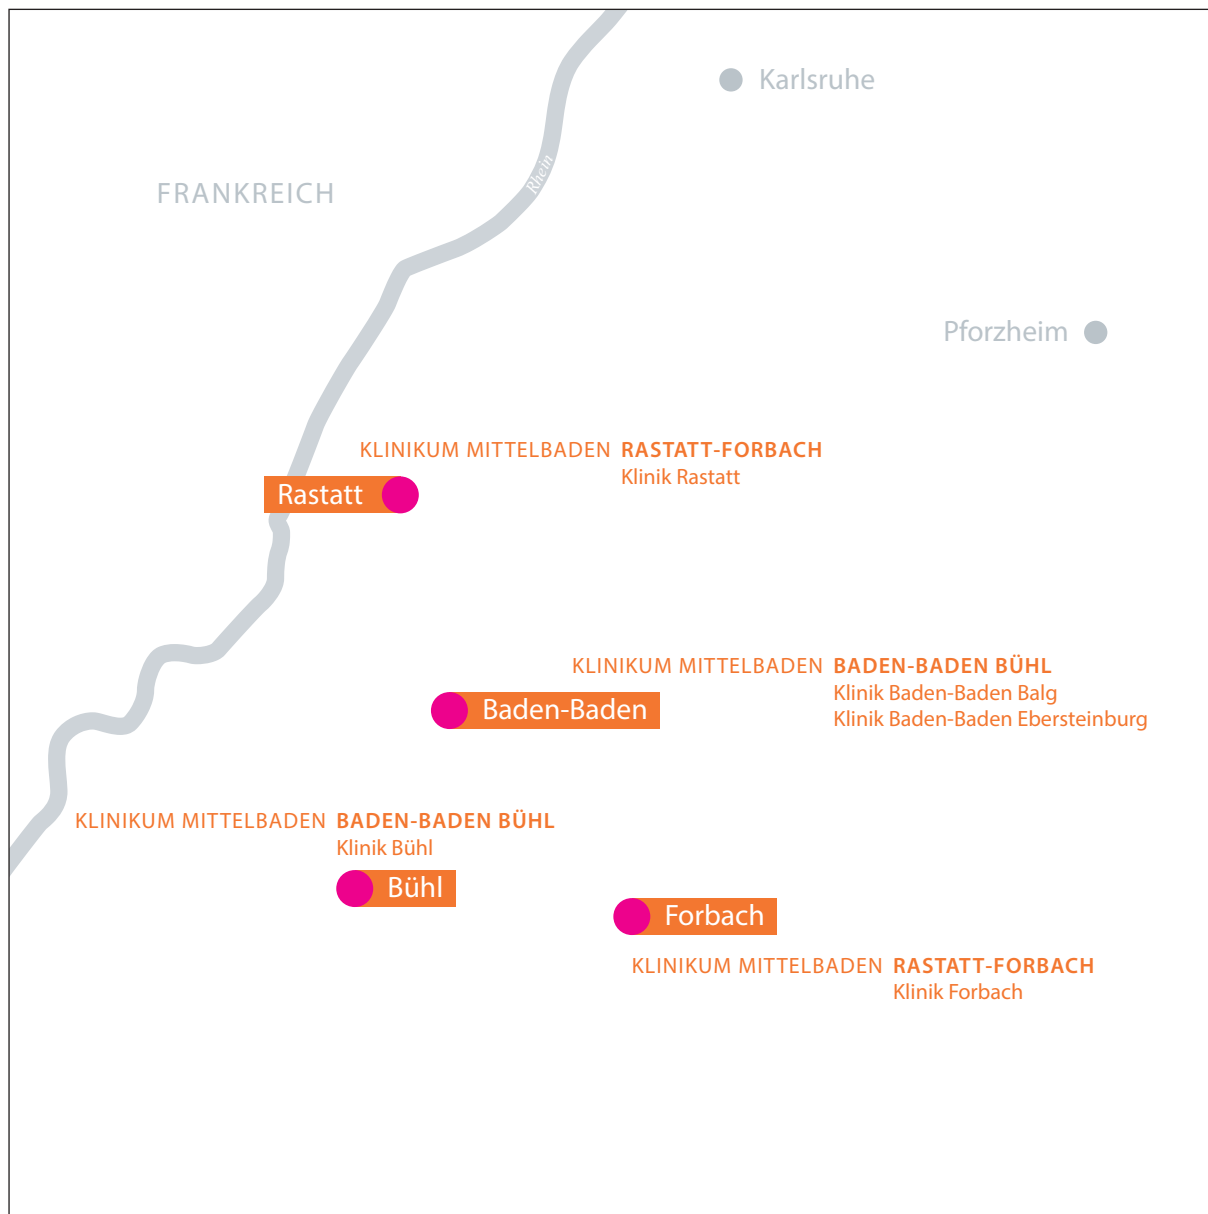 Karlsruhe
Rhein
FRANKREICH
Pforzheim
KLINIKUM MITTELBADEN RASTATT-FORBACH
Klinik Rastatt
Rastatt
KLINIKUM MITTELBADEN BADEN-BADEN BÜHL
Klinik Baden-Baden Balg
Baden-Baden
Klinik Baden-Baden Ebersteinburg
KLINIKUM MITTELBADEN BADEN-BADEN BÜHL
Klinik Bühl
Bühl
Forbach
KLINIKUM MITTELBADEN RASTATT-FORBACH
Klinik Forbach